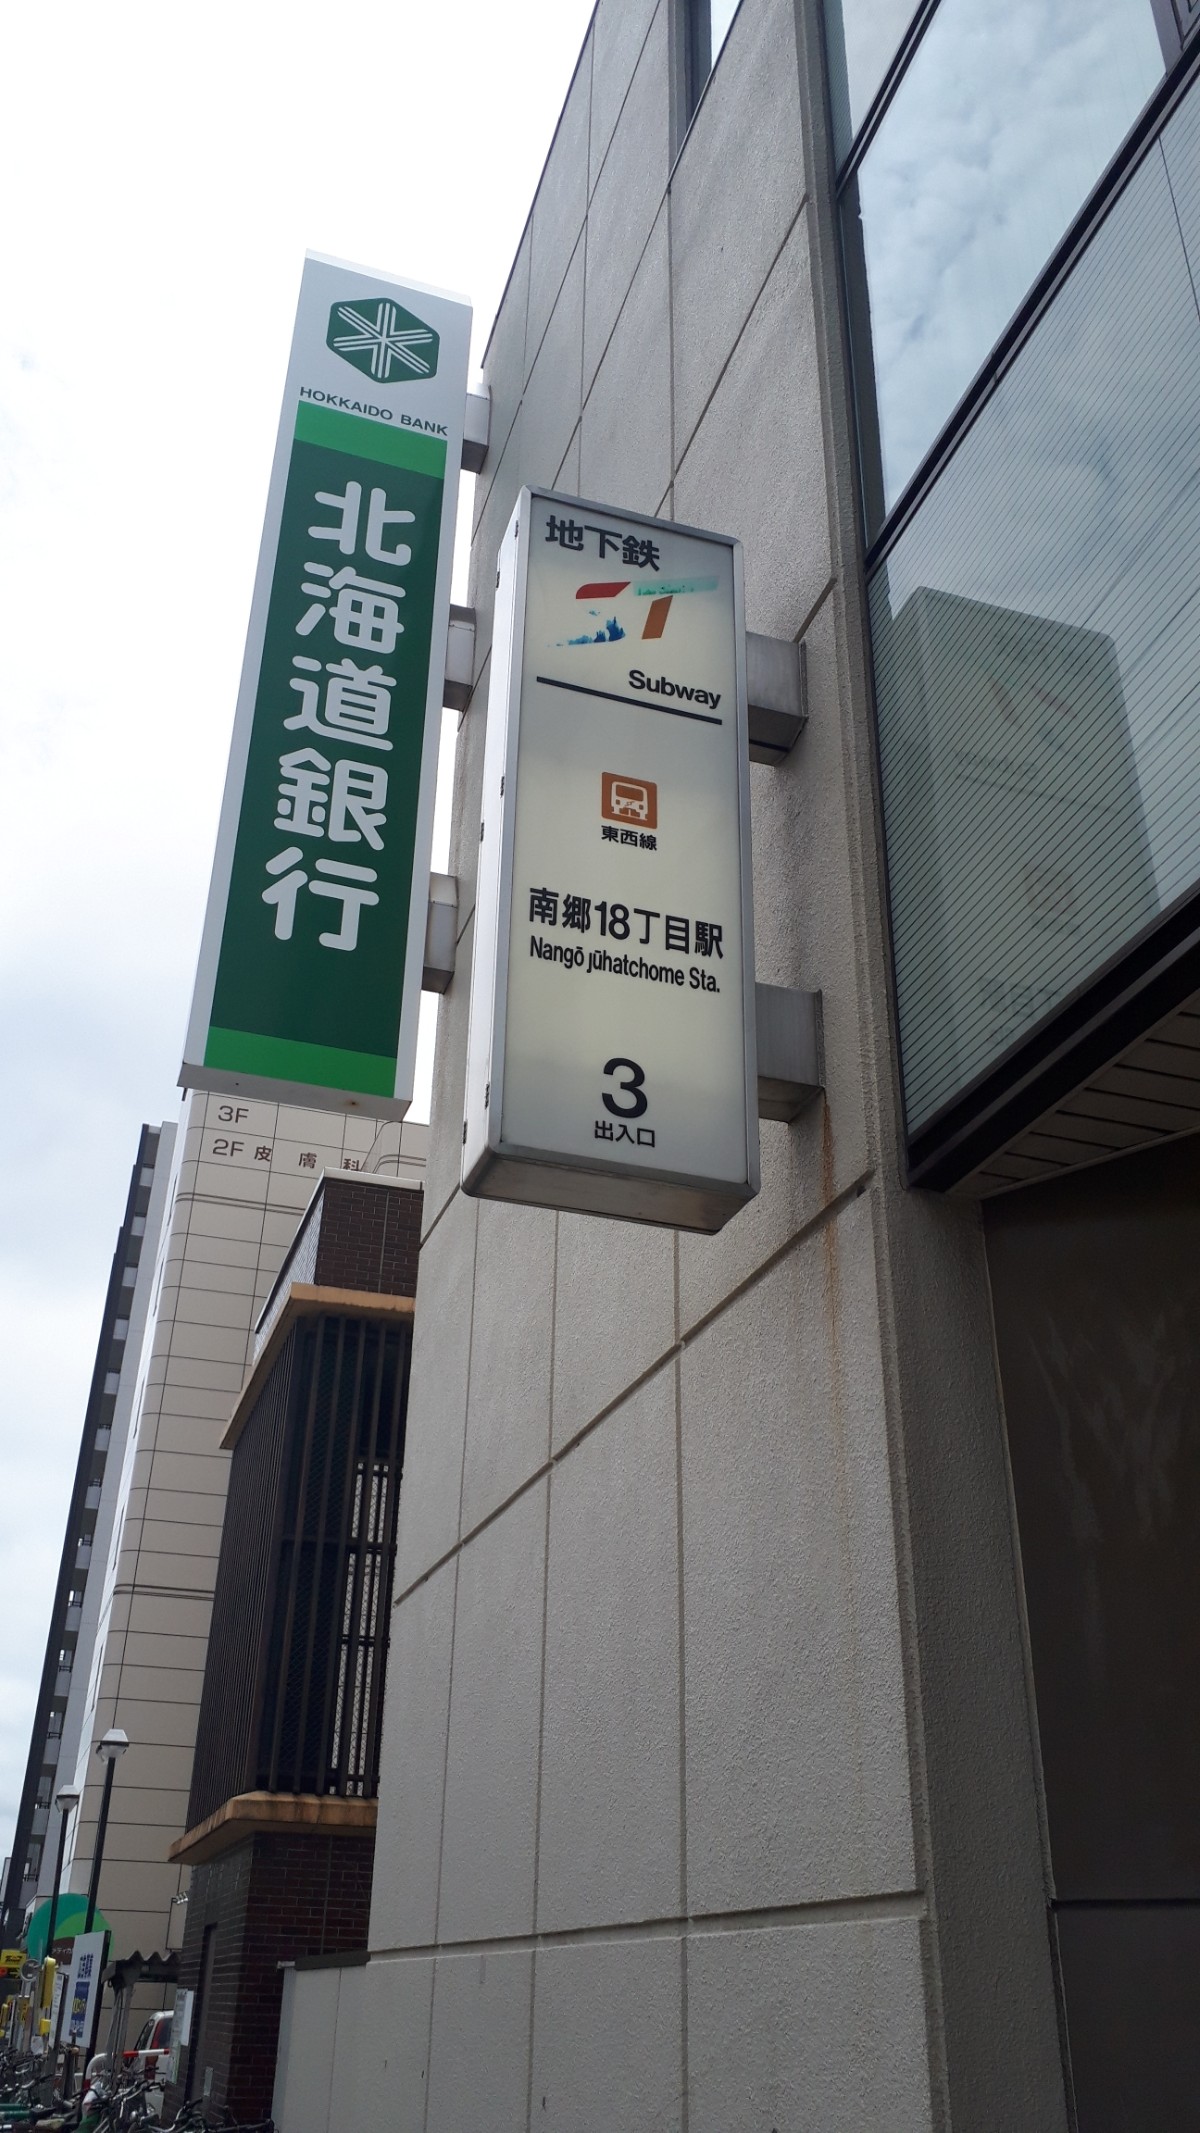 HOKKAIDO BANK
北海道銀行
地下鉄
ST
Subway
東西線
南郷18丁目駅
Nangō jūhatchome Sta.
3
出入口
3F
2F 皮膚科